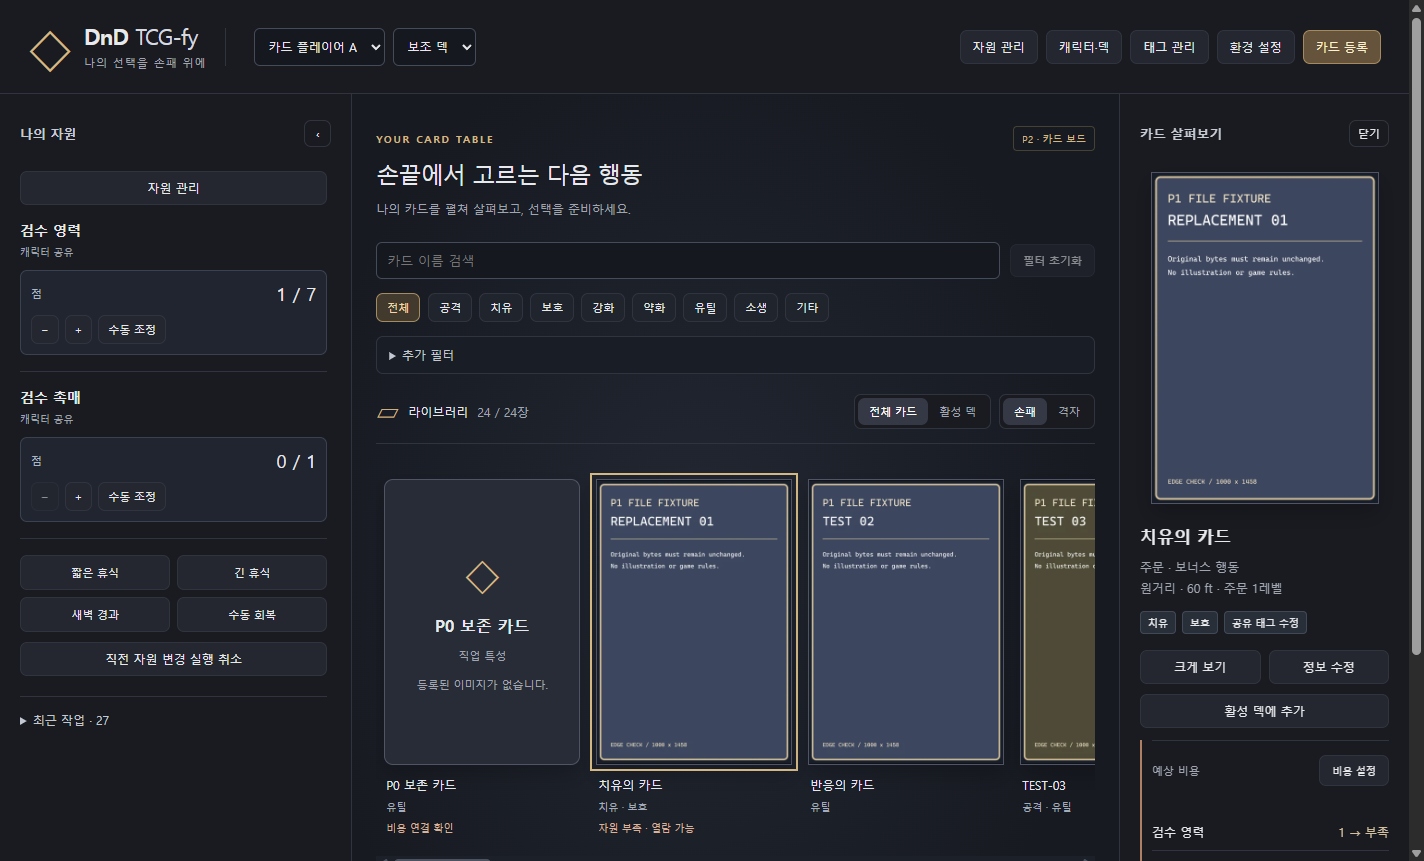 DnD TCG-fy
나의 선택을 손패 위에
카드 플레이어 A
보조 덱
자원 관리
캐릭터·덱
태그 관리
환경 설정
카드 등록
나의 자원
‹
자원 관리
검수 영력
캐릭터 공유
점
1 / 7
−
+
수동 조정
검수 촉매
캐릭터 공유
점
0 / 1
−
+
수동 조정
짧은 휴식
긴 휴식
새벽 경과
수동 회복
직전 자원 변경 실행 취소
▶ 최근 작업 · 27
YOUR CARD TABLE
P2 · 카드 보드
손끝에서 고르는 다음 행동
나의 카드를 펼쳐 살펴보고, 선택을 준비하세요.
카드 이름 검색
필터 초기화
전체
공격
치유
보호
강화
약화
유틸
소생
기타
▶ 추가 필터
라이브러리 24 / 24장
전체 카드
활성 덱
손패
격자
P0 보존 카드
직업 특성
등록된 이미지가 없습니다.
P0 보존 카드
유틸
비용 연결 확인
P1 FILE FIXTURE
REPLACEMENT 01
Original bytes must remain unchanged.
No illustration or game rules.
EDGE CHECK / 1000 x 1458
치유의 카드
치유 · 보호
자원 부족 · 열람 가능
P1 FILE FIXTURE
TEST 02
Original bytes must remain unchanged.
No illustration or game rules.
EDGE CHECK / 1000 x 1458
반응의 카드
유틸
P1 FILE FI
TEST 03
Original byt
No illustrat
EDGE CHECK / 1000
TEST-03
공격 · 유틸
카드 살펴보기
닫기
P1 FILE FIXTURE
REPLACEMENT 01
Original bytes must remain unchanged.
No illustration or game rules.
EDGE CHECK / 1000 x 1458
치유의 카드
주문 · 보너스 행동
원거리 · 60 ft · 주문 1레벨
치유
보호
공유 태그 수정
크게 보기
정보 수정
활성 덱에 추가
예상 비용
비용 설정
검수 영력
1 → 부족